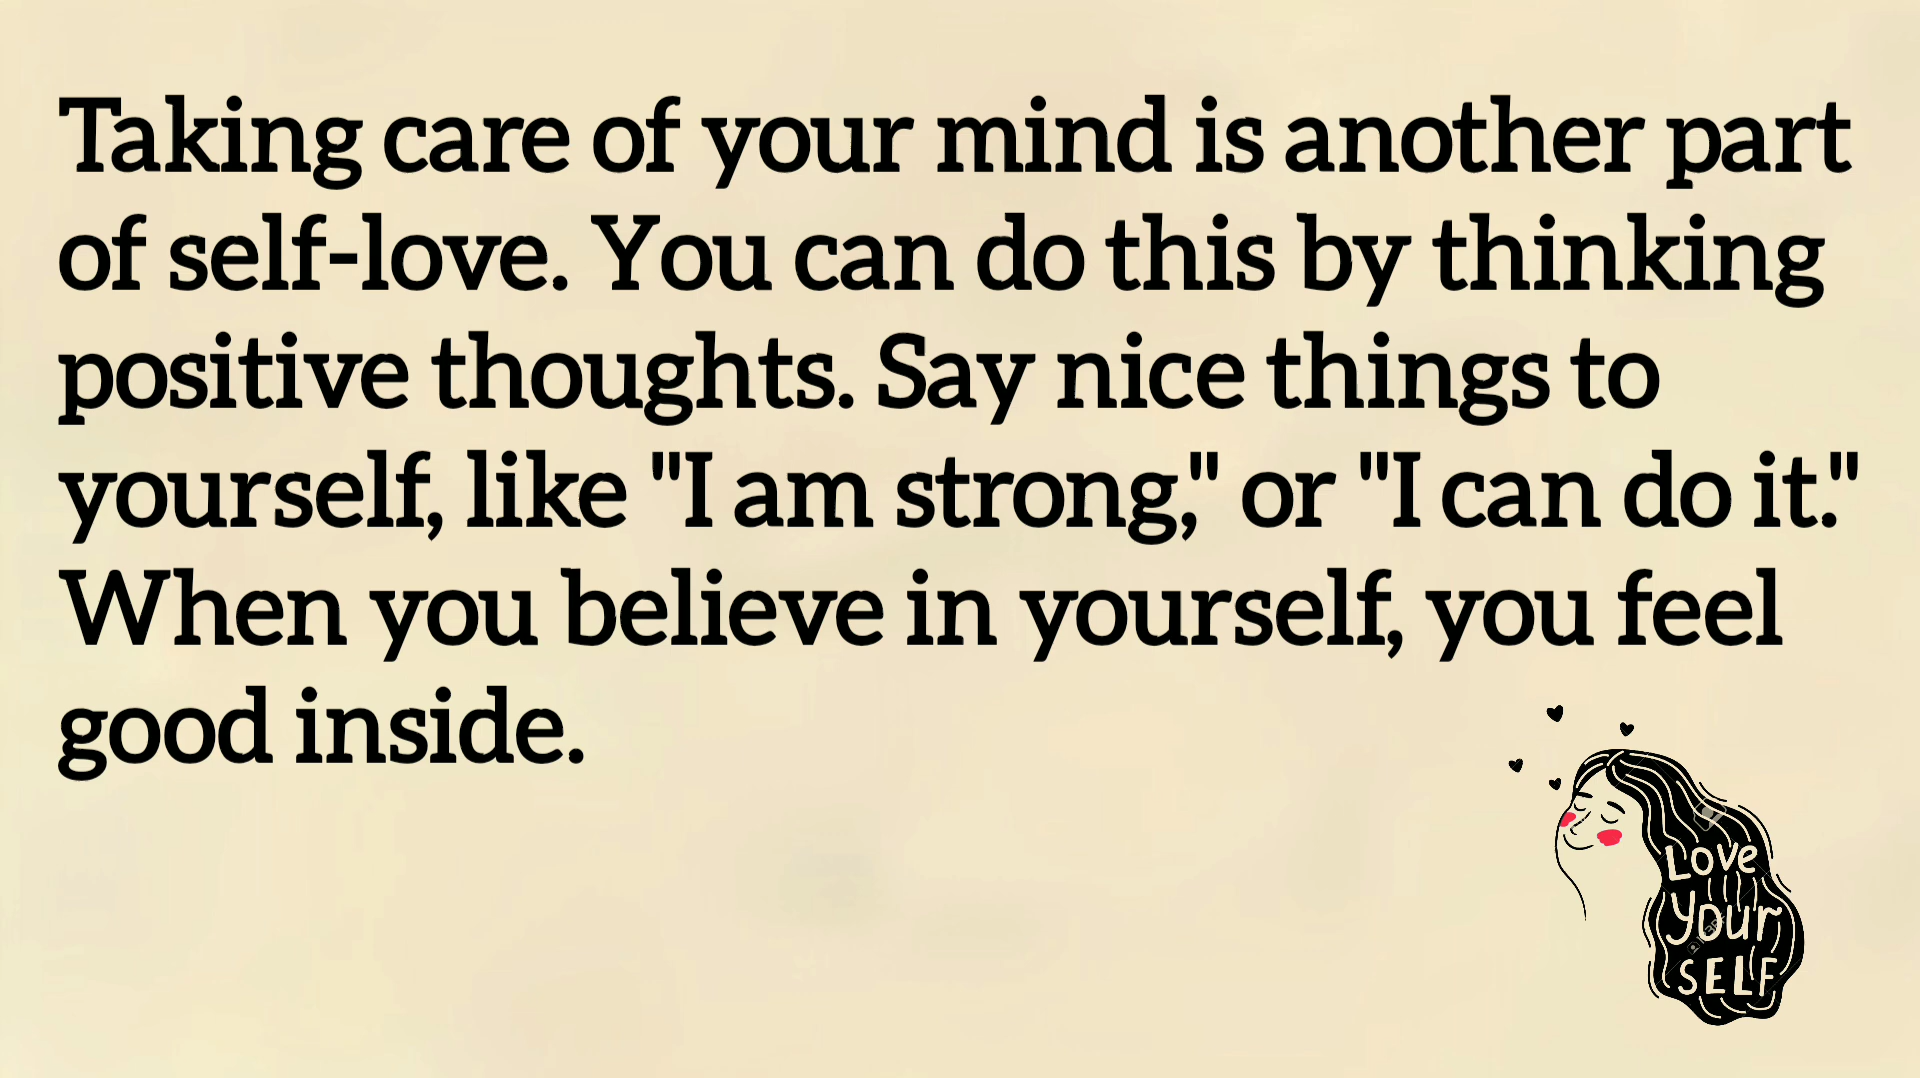 Taking care of your mind is another part
of self-love. You can do this by thinking
positive thoughts. Say nice things to
yourself, like "I am strong," or "I can do it."
When you believe in yourself, you feel
good inside.
Love
Your
SELF